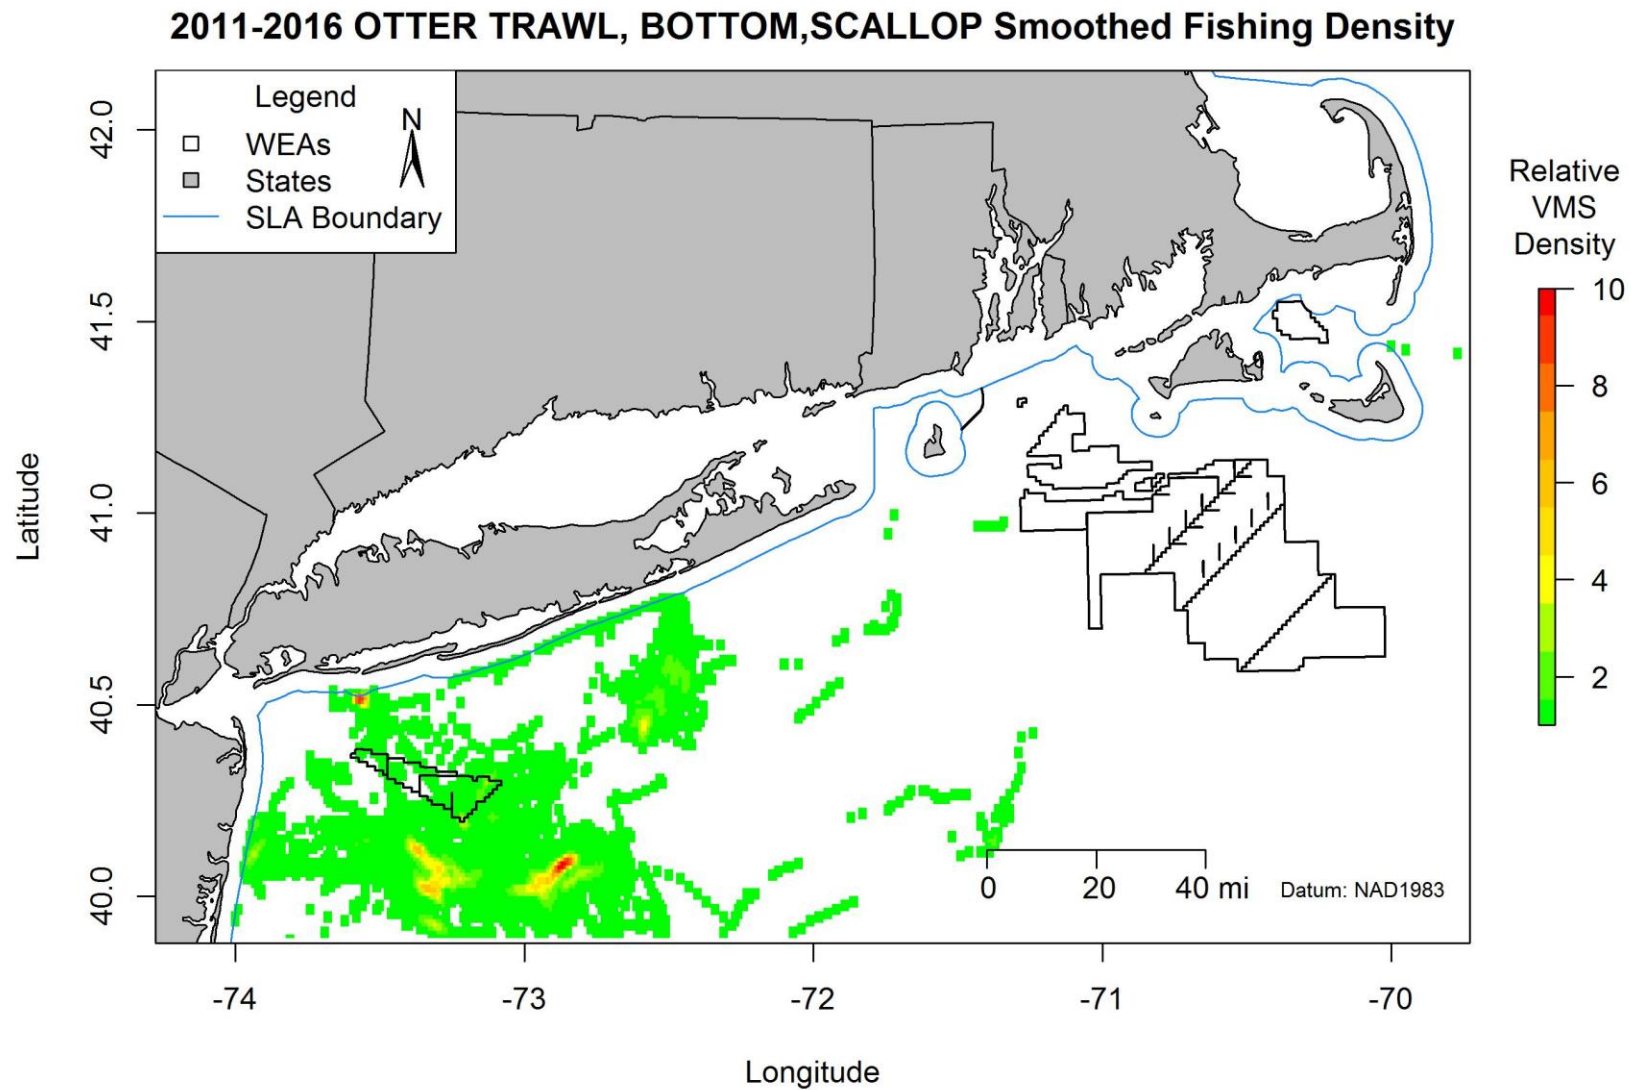 2011-2016 OTTER TRAWL, BOTTOM,SCALLOP Smoothed Fishing Density
Legend
WEAs
States
SLA Boundary
N
Relative
VMS
Density
10
8
6
4
2
Latitude
42.0
41.5
41.0
40.5
40.0
0 20 40 mi
Datum: NAD1983
-74 -73 -72 -71 -70
Longitude